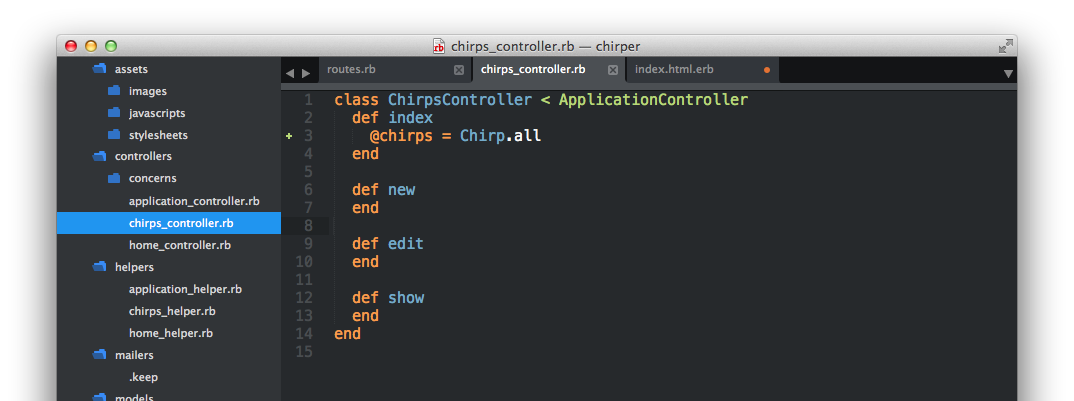 chirps_controller.rb — chirper
assets
images
javascripts
stylesheets
controllers
concerns
application_controller.rb
chirps_controller.rb
home_controller.rb
helpers
application_helper.rb
chirps_helper.rb
home_helper.rb
mailers
.keep
models
routes.rb
chirps_controller.rb
index.html.erb
1 class ChirpsController < ApplicationController
2 def index
+ 3 @chirps = Chirp.all
4 end
5
6 def new
7 end
8
9 def edit
10 end
11
12 def show
13 end
14 end
15